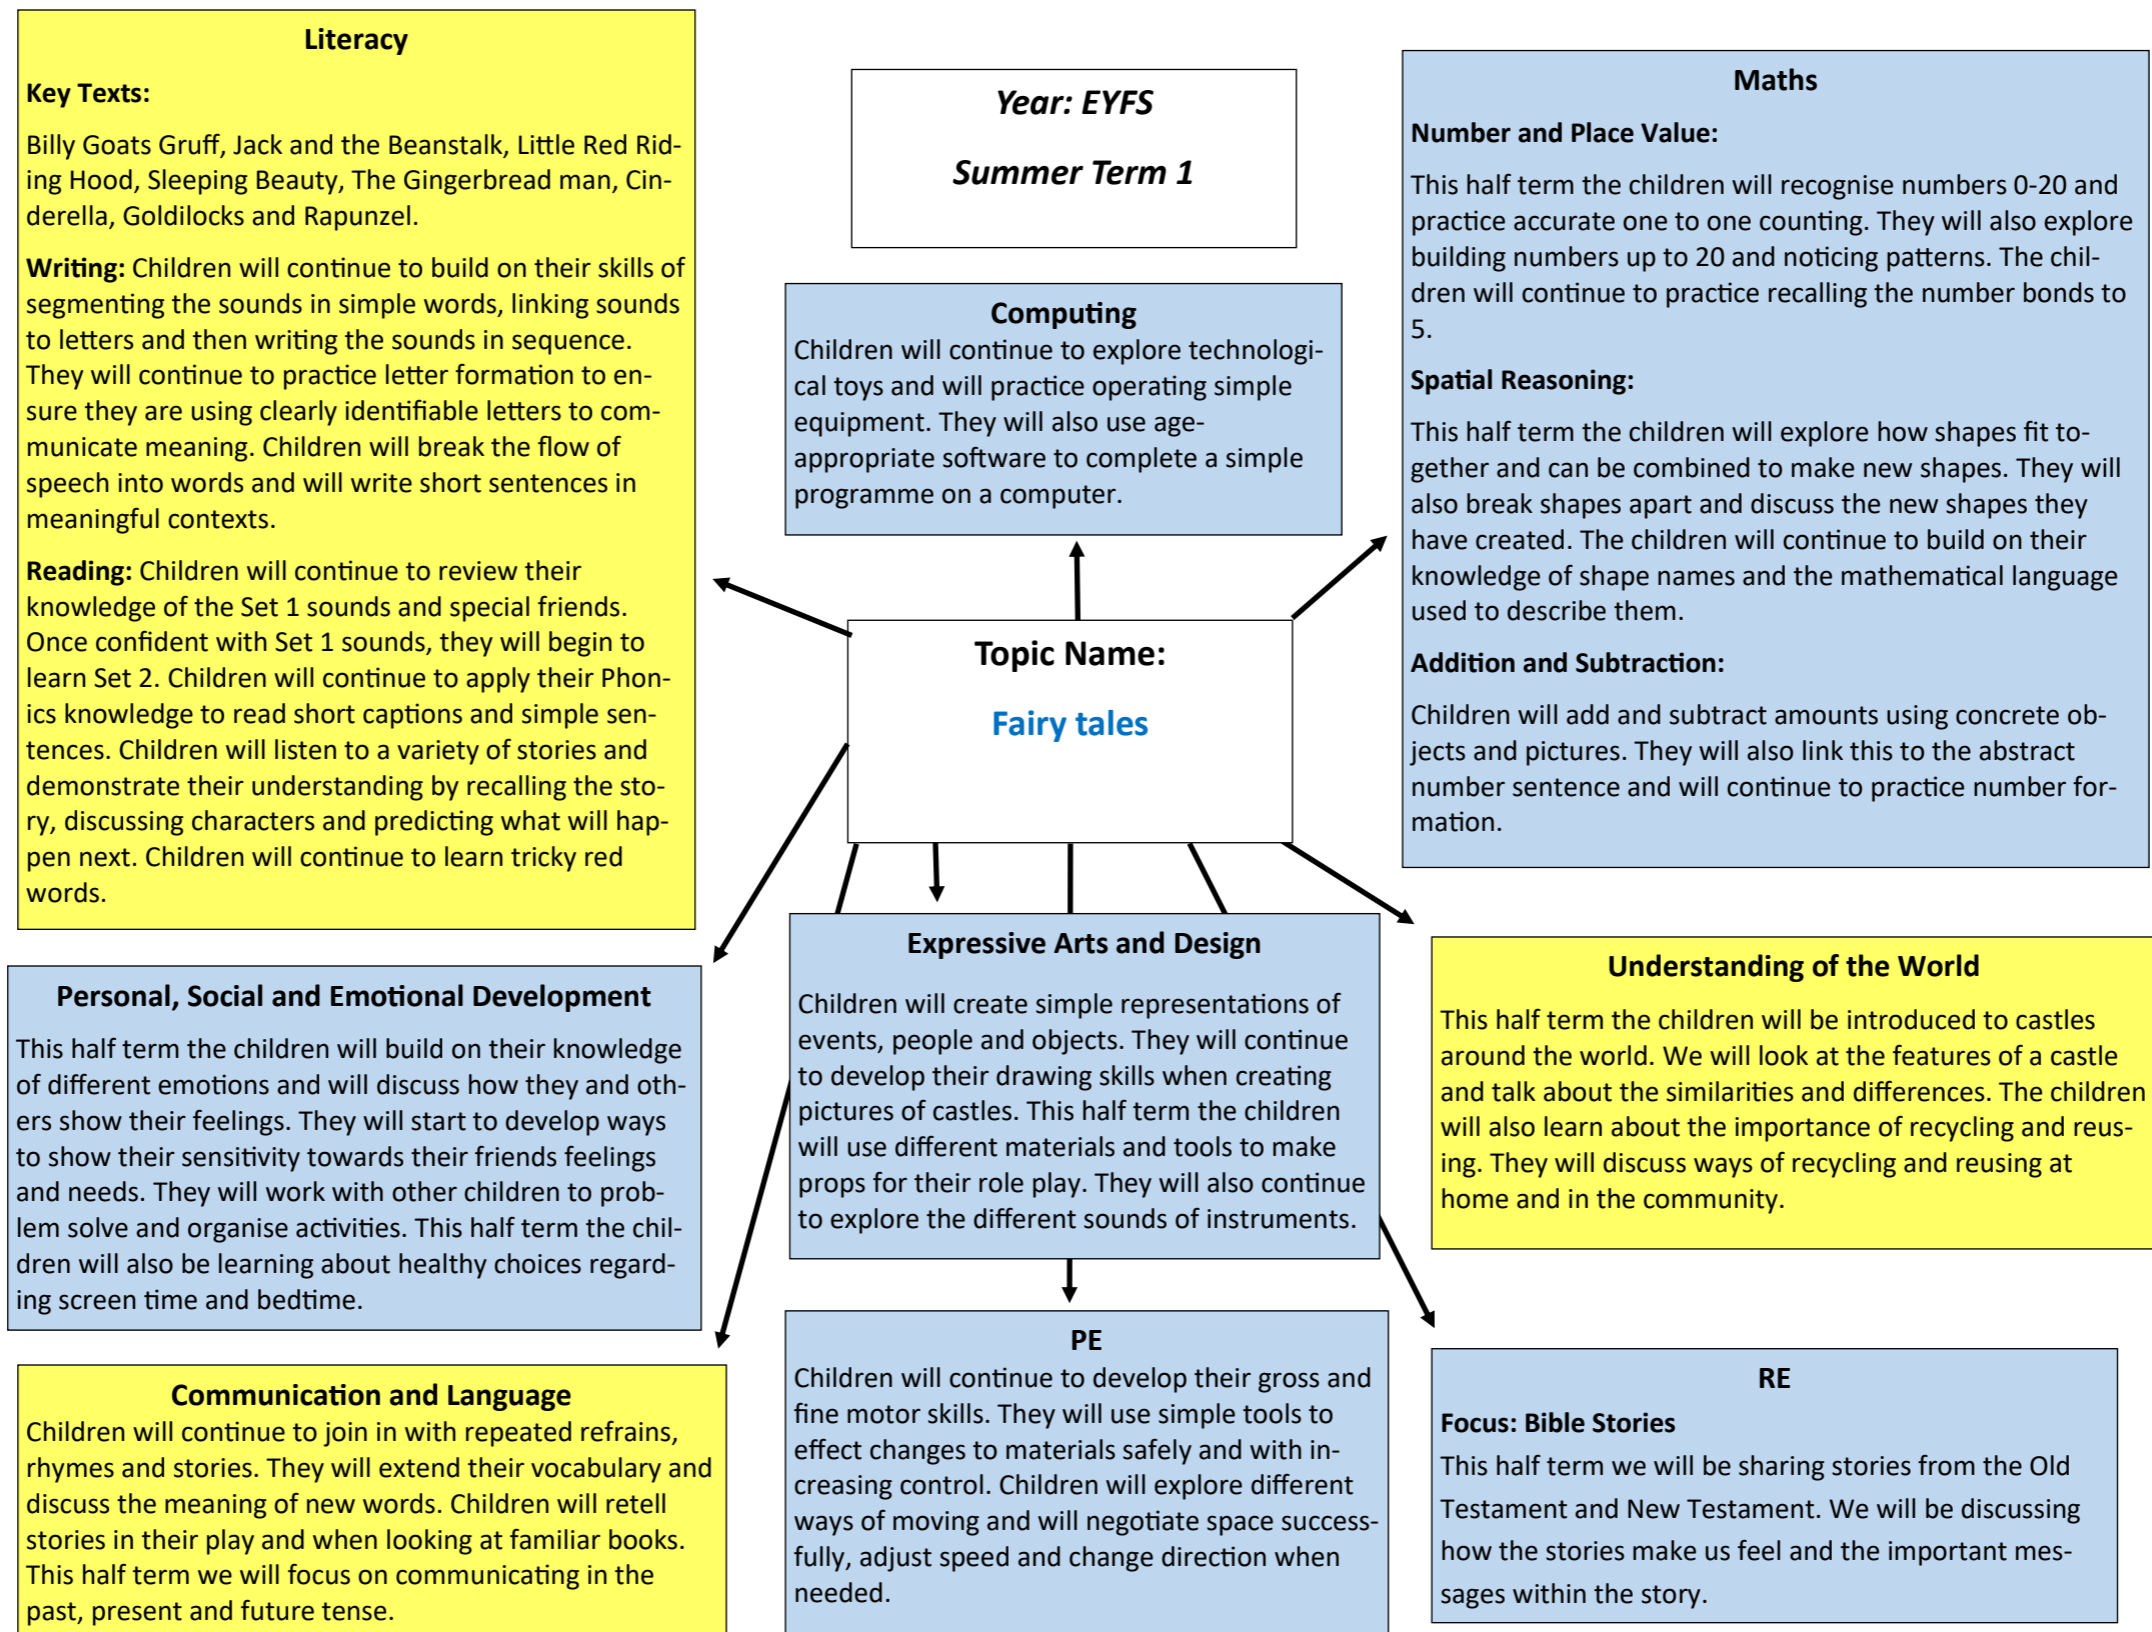 Literacy
Key Texts:
Billy Goats Gruff, Jack and the Beanstalk, Little Red Rid-
ing Hood, Sleeping Beauty, The Gingerbread man, Cin-
derella, Goldilocks and Rapunzel.
Writing: Children will continue to build on their skills of
segmenting the sounds in simple words, linking sounds
to letters and then writing the sounds in sequence.
They will continue to practice letter formation to en-
sure they are using clearly identifiable letters to com-
municate meaning. Children will break the flow of
speech into words and will write short sentences in
meaningful contexts.
Reading: Children will continue to review their
knowledge of the Set 1 sounds and special friends.
Once confident with Set 1 sounds, they will begin to
learn Set 2. Children will continue to apply their Phon-
ics knowledge to read short captions and simple sen-
tences. Children will listen to a variety of stories and
demonstrate their understanding by recalling the sto-
ry, discussing characters and predicting what will hap-
pen next. Children will continue to learn tricky red
words.
Year: EYFS
Summer Term 1
Computing
Children will continue to explore technologi-
cal toys and will practice operating simple
equipment. They will also use age-
appropriate software to complete a simple
programme on a computer.
Maths
Number and Place Value:
This half term the children will recognise numbers 0-20 and
practice accurate one to one counting. They will also explore
building numbers up to 20 and noticing patterns. The chil-
dren will continue to practice recalling the number bonds to
5.
Spatial Reasoning:
This half term the children will explore how shapes fit to-
gether and can be combined to make new shapes. They will
also break shapes apart and discuss the new shapes they
have created. The children will continue to build on their
knowledge of shape names and the mathematical language
used to describe them.
Addition and Subtraction:
Children will add and subtract amounts using concrete ob-
jects and pictures. They will also link this to the abstract
number sentence and will continue to practice number for-
mation.
Topic Name:
Fairy tales
Personal, Social and Emotional Development
This half term the children will build on their knowledge
of different emotions and will discuss how they and oth-
ers show their feelings. They will start to develop ways
to show their sensitivity towards their friends feelings
and needs. They will work with other children to prob-
lem solve and organise activities. This half term the chil-
dren will also be learning about healthy choices regard-
ing screen time and bedtime.
Expressive Arts and Design
Children will create simple representations of
events, people and objects. They will continue
to develop their drawing skills when creating
pictures of castles. This half term the children
will use different materials and tools to make
props for their role play. They will also continue
to explore the different sounds of instruments.
Understanding of the World
This half term the children will be introduced to castles
around the world. We will look at the features of a castle
and talk about the similarities and differences. The children
will also learn about the importance of recycling and reus-
ing. They will discuss ways of recycling and reusing at
home and in the community.
Communication and Language
Children will continue to join in with repeated refrains,
rhymes and stories. They will extend their vocabulary and
discuss the meaning of new words. Children will retell
stories in their play and when looking at familiar books.
This half term we will focus on communicating in the
past, present and future tense.
PE
Children will continue to develop their gross and
fine motor skills. They will use simple tools to
effect changes to materials safely and with in-
creasing control. Children will explore different
ways of moving and will negotiate space success-
fully, adjust speed and change direction when
needed.
RE
Focus: Bible Stories
This half term we will be sharing stories from the Old
Testament and New Testament. We will be discussing
how the stories make us feel and the important mes-
sages within the story.